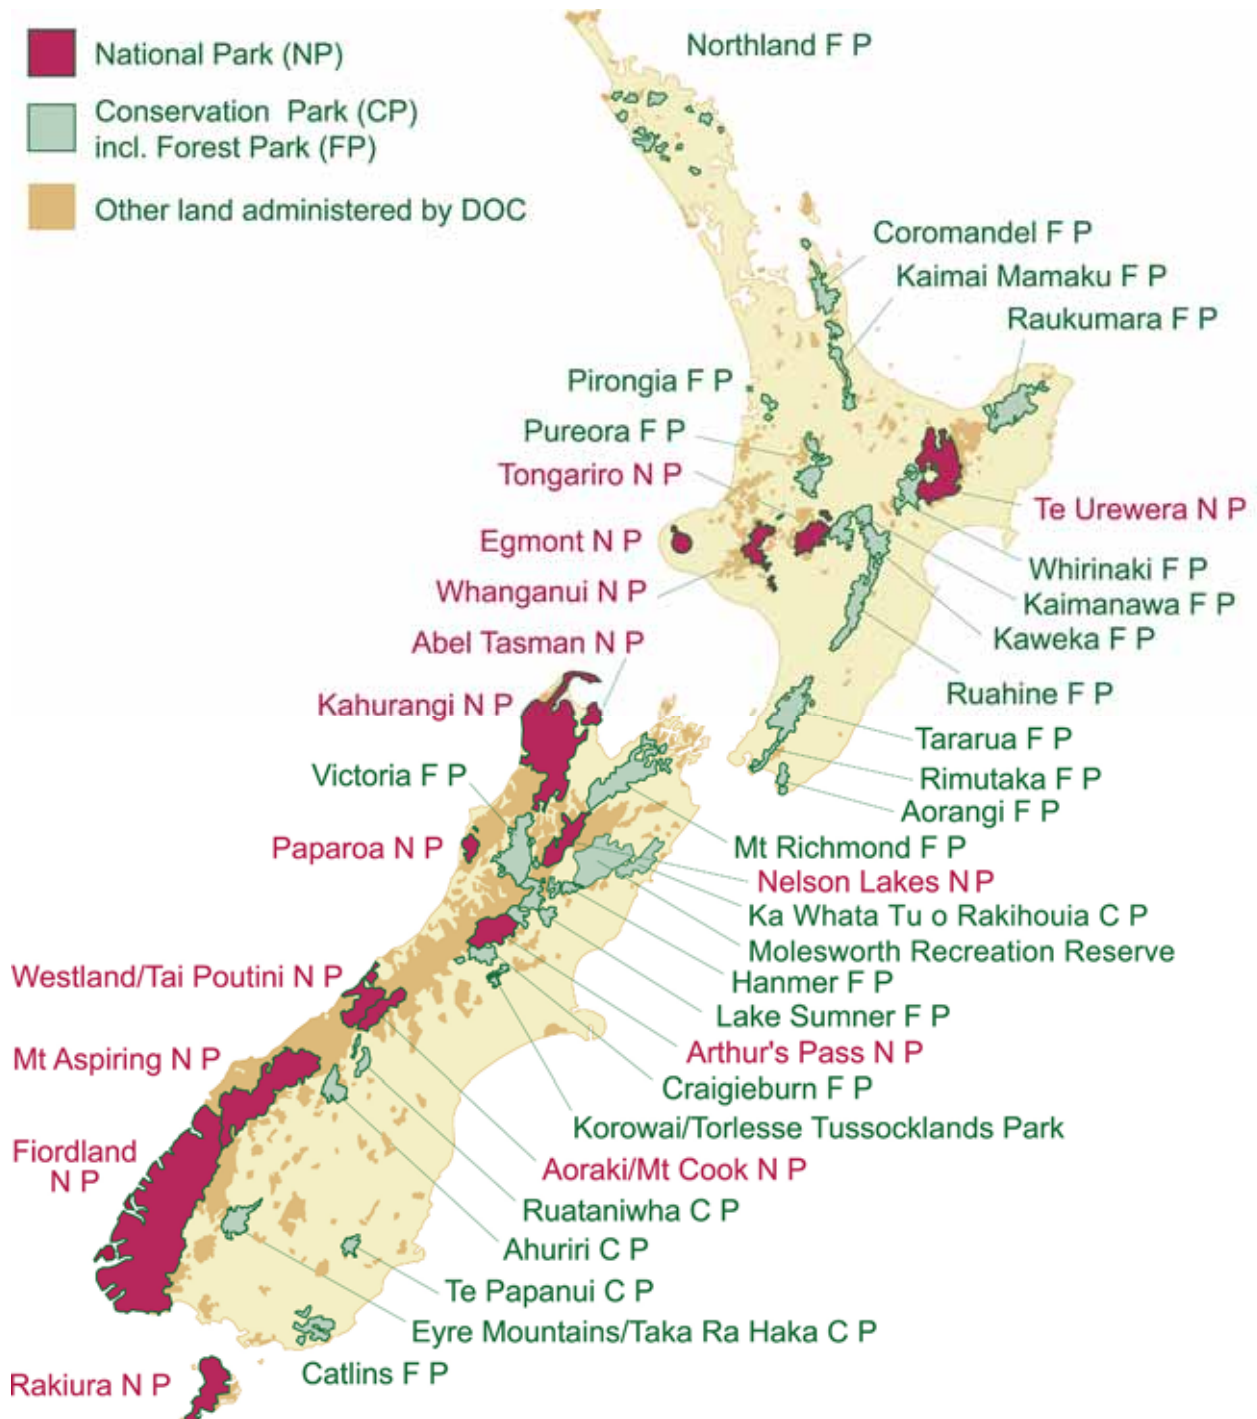 National Park (NP)
Conservation Park (CP)
incl. Forest Park (FP)
Other land administered by DOC
Northland F P
Coromandel F P
Kaimai Mamaku F P
Raukumara F P
Pirongia F P
Pureora F P
Tongariro N P
Te Urewera N P
Egmont N P
Whirinaki F P
Whanganui N P
Kaimanawa F P
Kaweka F P
Abel Tasman N P
Ruahine F P
Kahurangi N P
Tararua F P
Victoria F P
Rimutaka F P
Aorangi F P
Paparoa N P
Mt Richmond F P
Nelson Lakes N P
Ka Whata Tu o Rakihouia C P
Molesworth Recreation Reserve
Westland/Tai Poutini N P
Hanmer F P
Lake Sumner F P
Arthur's Pass N P
Mt Aspiring N P
Craigieburn F P
Korowai/Torlesse Tussocklands Park
Fiordland
N P
Aoraki/Mt Cook N P
Ruataniwha C P
Ahuriri C P
Te Papanui C P
Eyre Mountains/Taka Ra Haka C P
Catlins F P
Rakiura N P